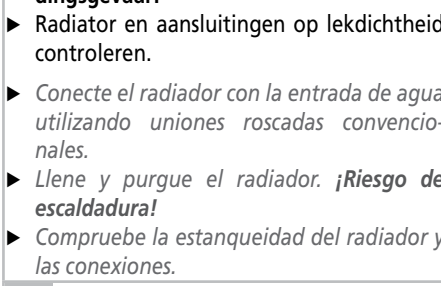 dingsgevaar!
▶ Radiator en aansluitingen op lekdichtheid
controleren.
▶ Conecte el radiador con la entrada de agua
utilizando uniones roscadas convencio-
nales.
▶ Llene y purgue el radiador. ¡Riesgo de
escaldadura!
▶ Compruebe la estanqueidad del radiador y
las conexiones.